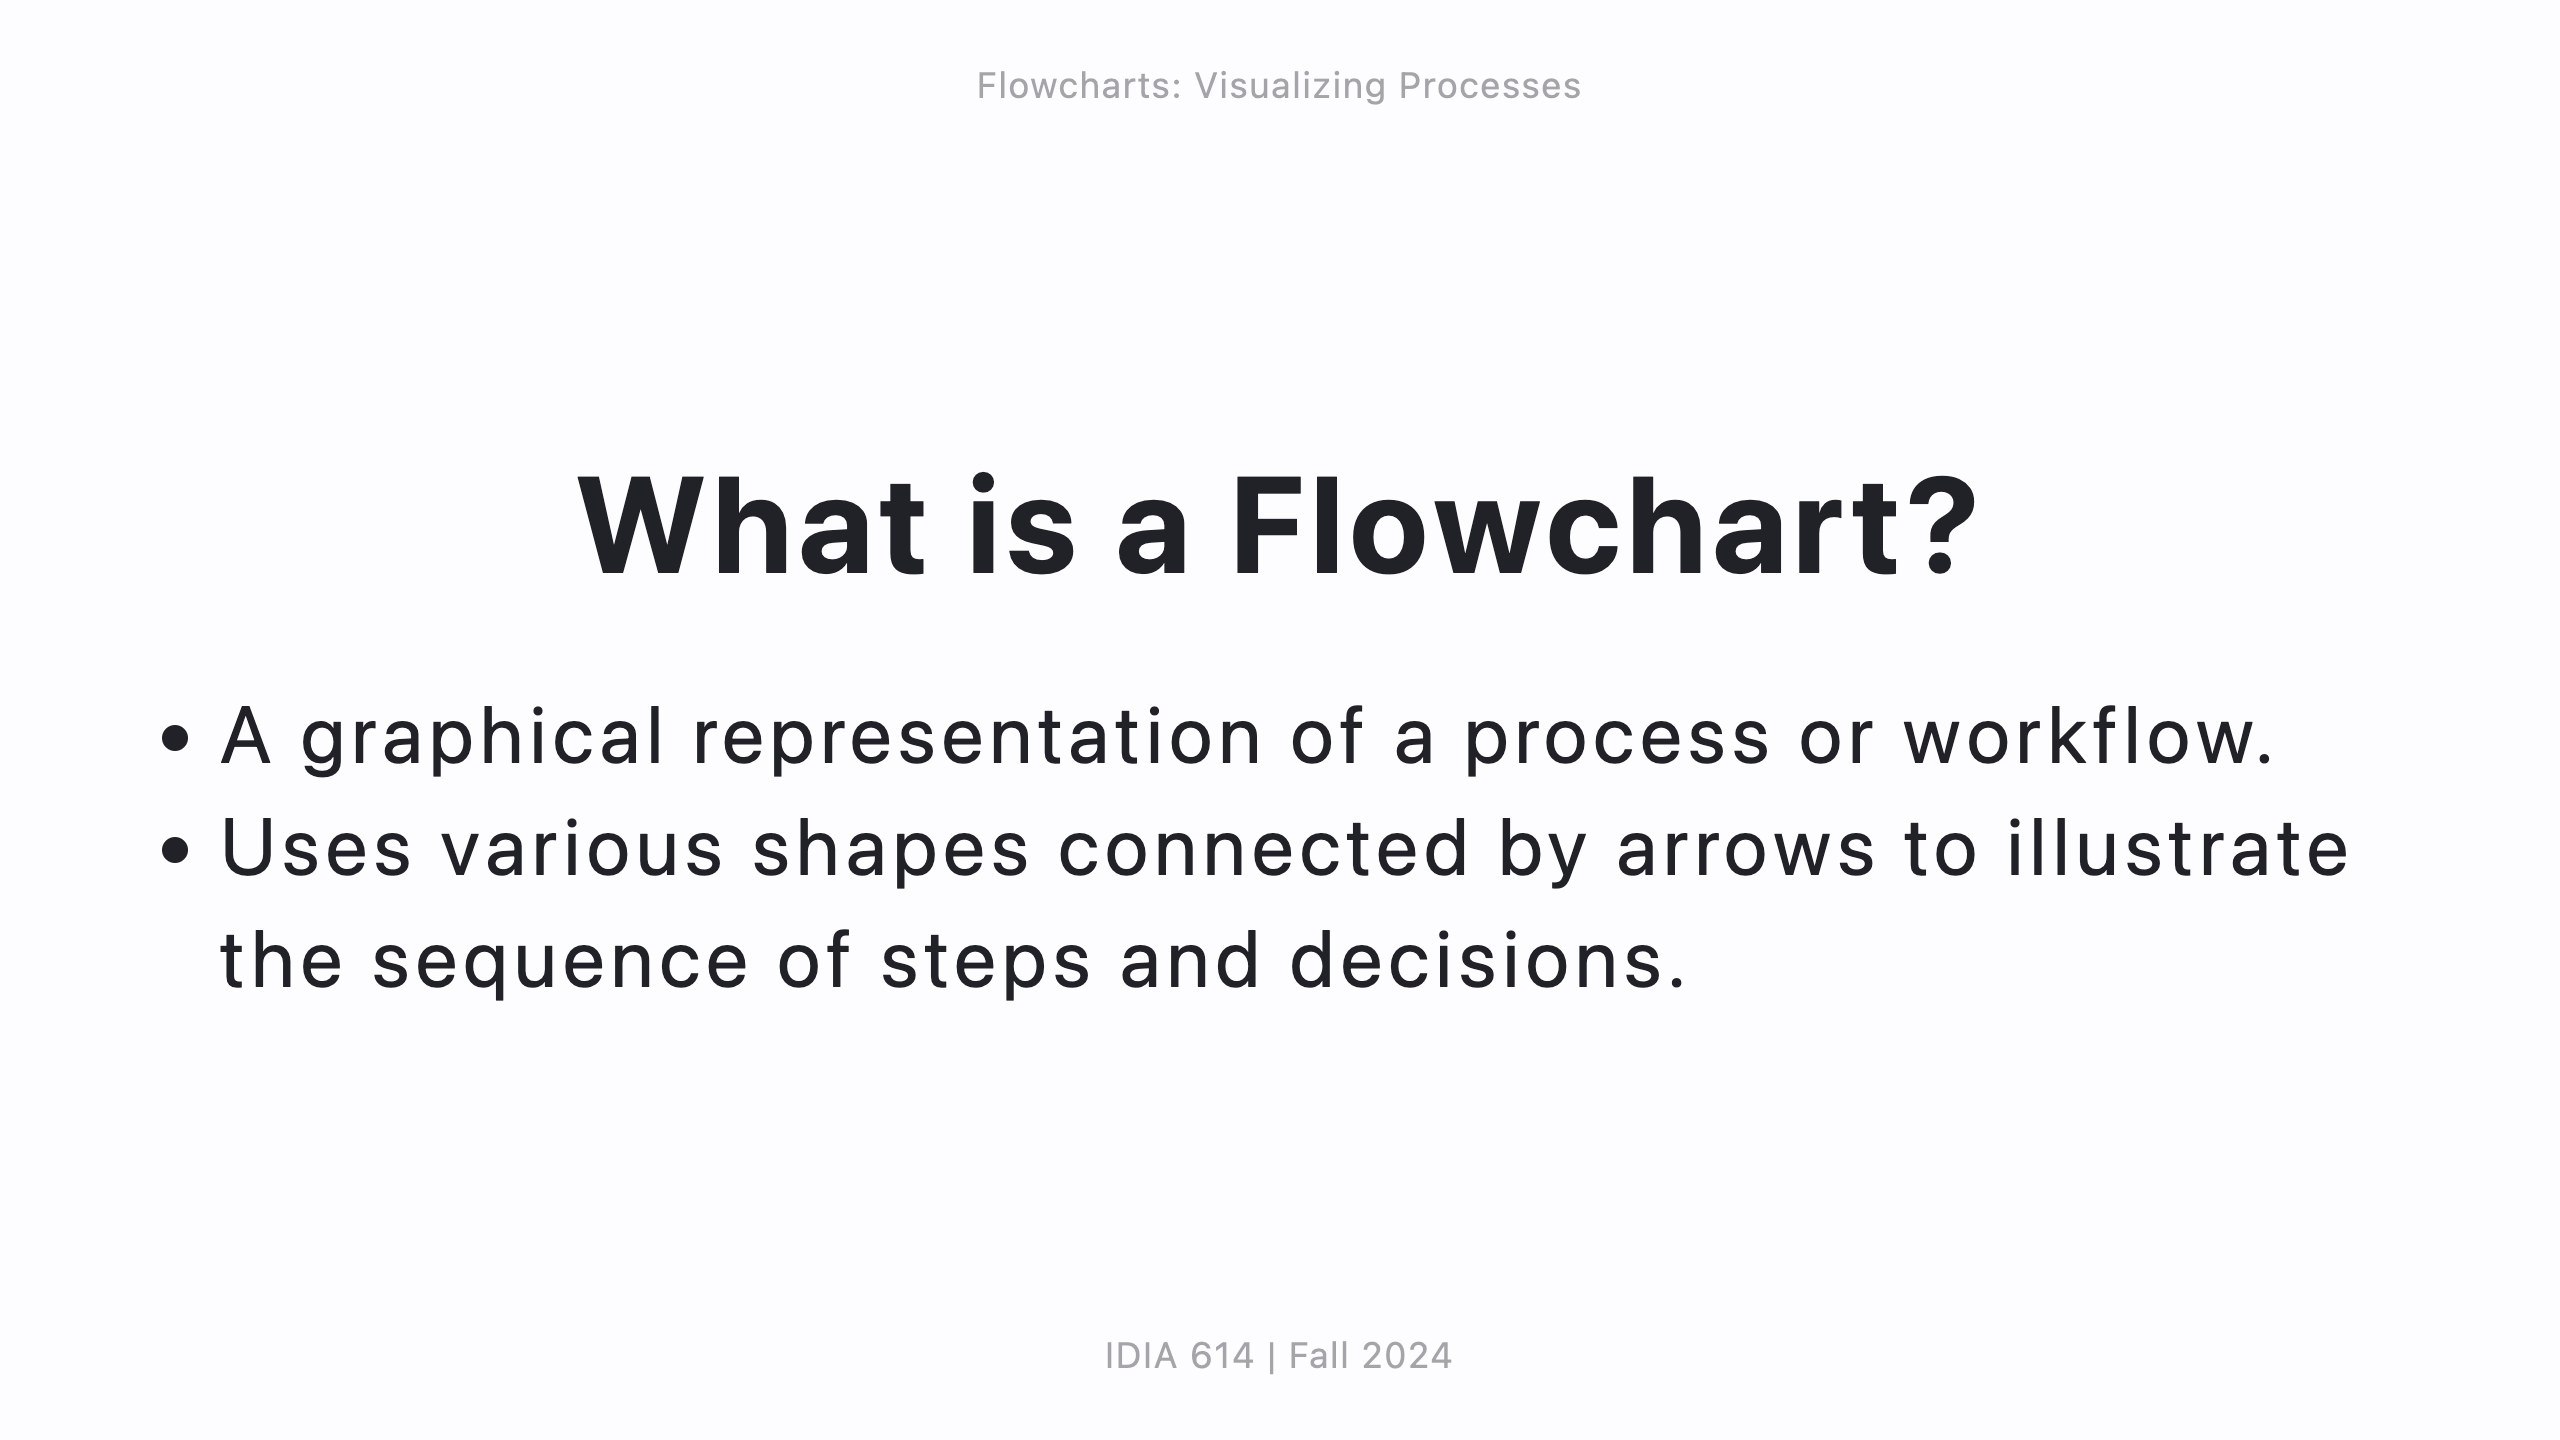 Flowcharts: Visualizing Processes
What is a Flowchart?
• A graphical representation of a process or workflow.
• Uses various shapes connected by arrows to illustrate
the sequence of steps and decisions.
IDIA 614 | Fall 2024